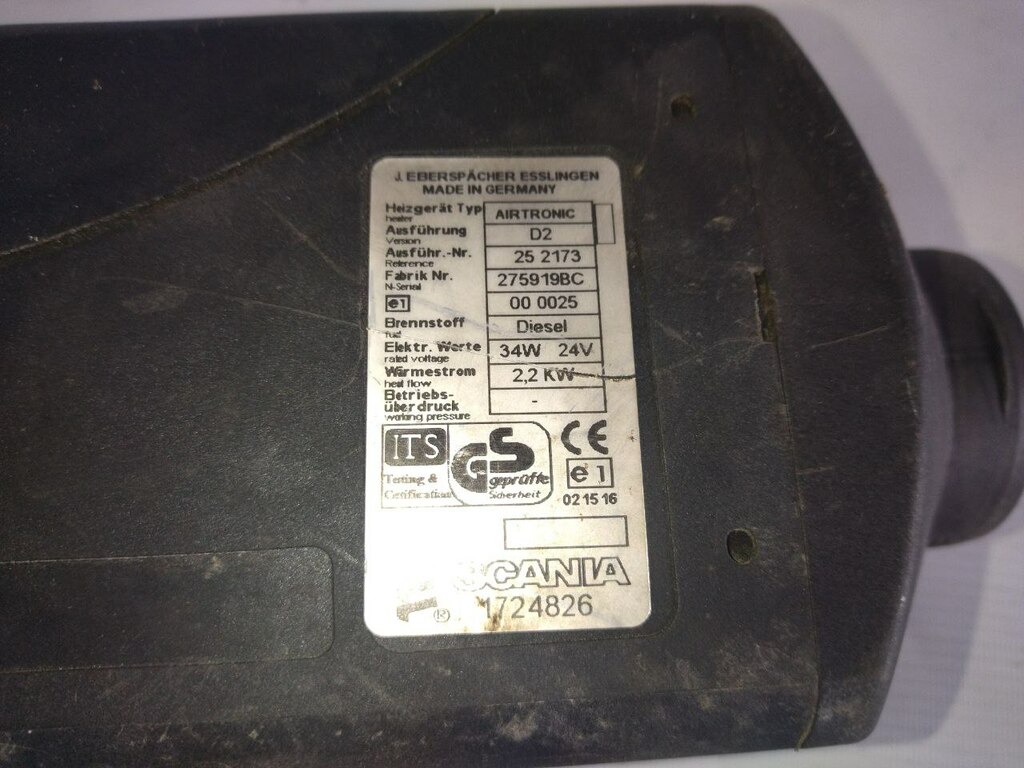 J. EBERSPÄCHER ESSLINGEN
MADE IN GERMANY
Heizgerät Typ AIRTRONIC
heater
Ausführung D2
Version
Ausführ.-Nr. 25 2173
Reference
Fabrik Nr. 275919BC
N-Serial
e1 00 0025
Brennstoff Diesel
fuel
Elektr. Werte 34W 24V
rated voltage
Wärmestrom 2,2 KW
heat flow
Betriebs-
überdruck -
working pressure
ITS
Testing &
Certification
GS
geprüfte
Sicherheit
CE
e1
02 15 16
SCANIA
® 1724826